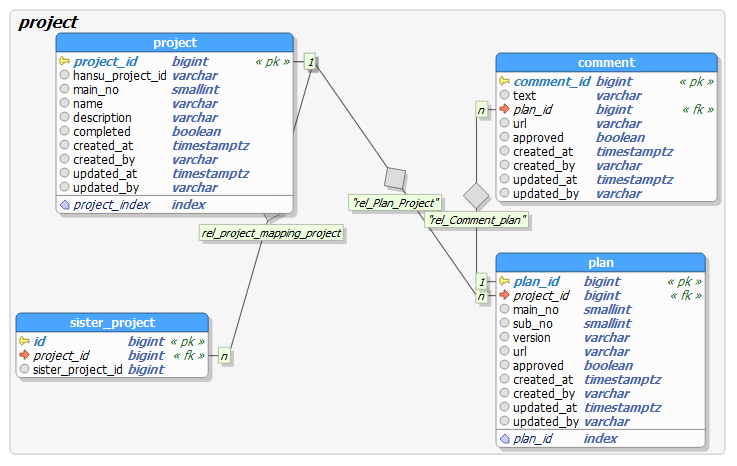 project
project
project_id bigint « pk »
hansu_project_id varchar
main_no smallint
name varchar
description varchar
completed boolean
created_at timestamptz
created_by varchar
updated_at timestamptz
updated_by varchar
project_index index
1
comment
comment_id bigint « pk »
text varchar
plan_id bigint « fk »
url varchar
approved boolean
created_at timestamptz
created_by varchar
updated_at timestamptz
updated_by varchar
n
"rel_Plan_Project"
"rel_Comment_plan"
rel_project_mapping_project
plan
plan_id bigint « pk »
project_id bigint « fk »
main_no smallint
sub_no smallint
version varchar
url varchar
approved boolean
created_at timestamptz
created_by varchar
updated_at timestamptz
updated_by varchar
plan_id index
1
n
sister_project
id bigint « pk »
project_id bigint « fk »
sister_project_id bigint
n